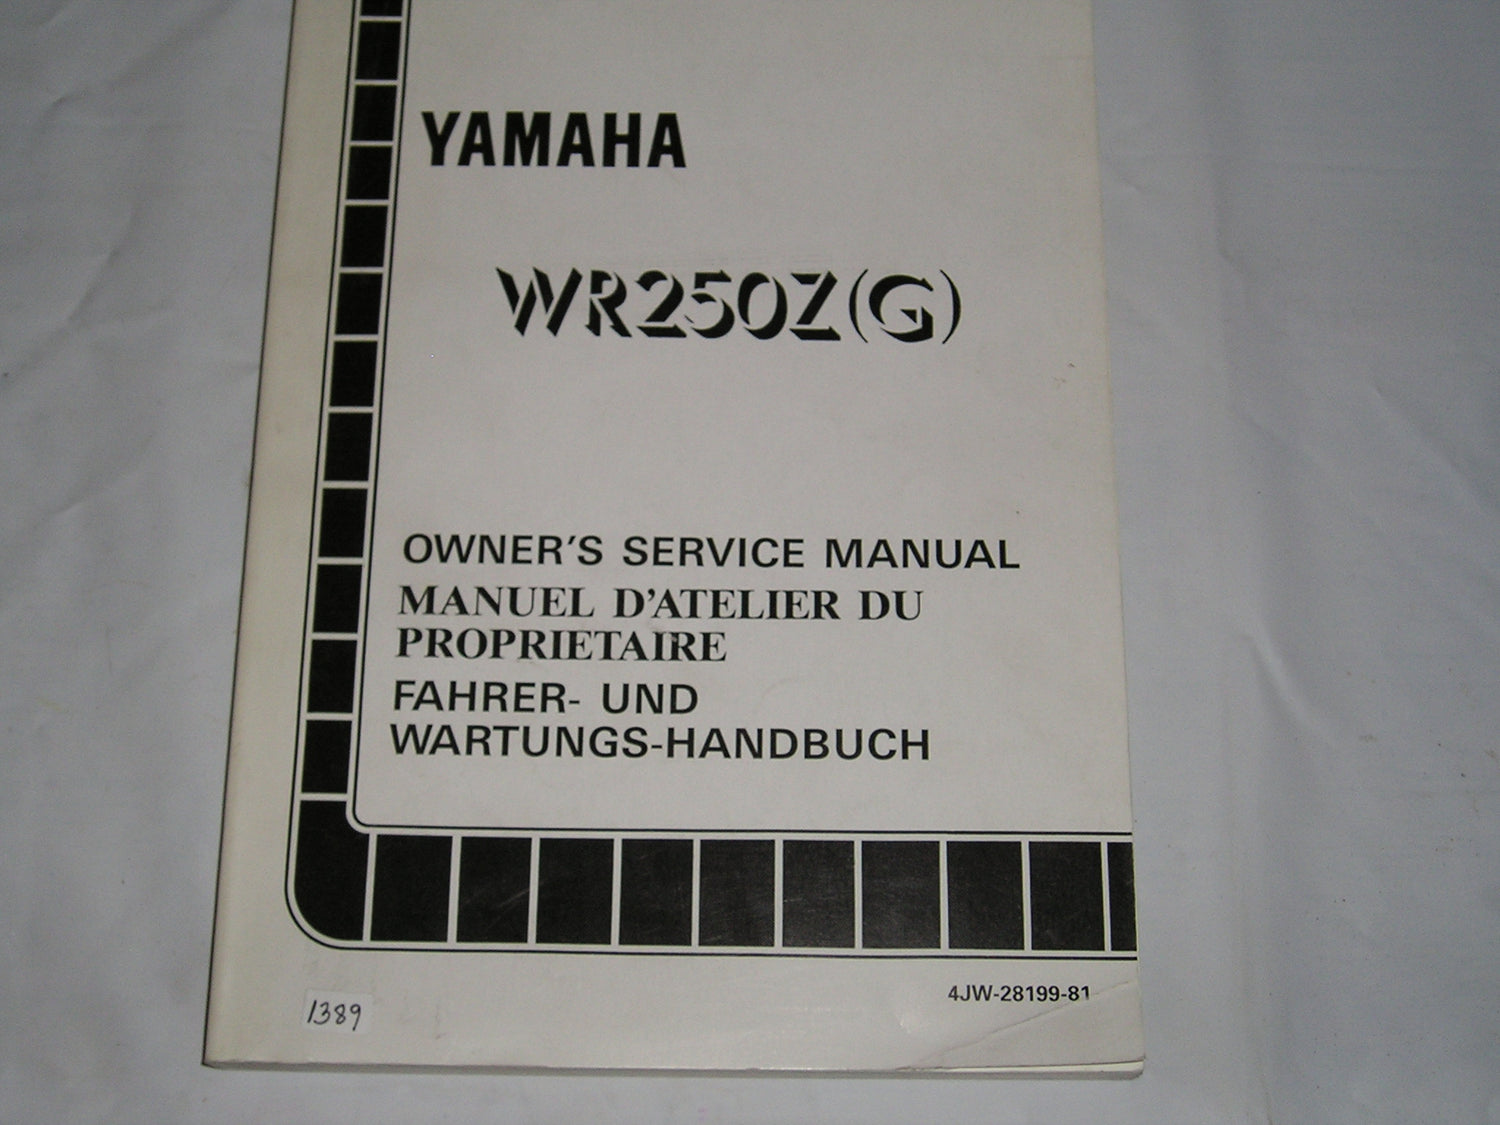 YAMAHA
WR250Z(G)
OWNER'S SERVICE MANUAL
MANUEL D'ATELIER DU
PROPRIETAIRE
FAHRER- UND
WARTUNGS-HANDBUCH
4JW-28199-81
1389